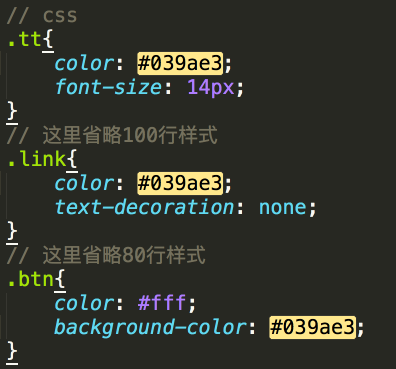 // css
.tt{
    color: #039ae3;
    font-size: 14px;
}
// 这里省略100行样式
.link{
    color: #039ae3;
    text-decoration: none;
}
// 这里省略80行样式
.btn{
    color: #fff;
    background-color: #039ae3;
}